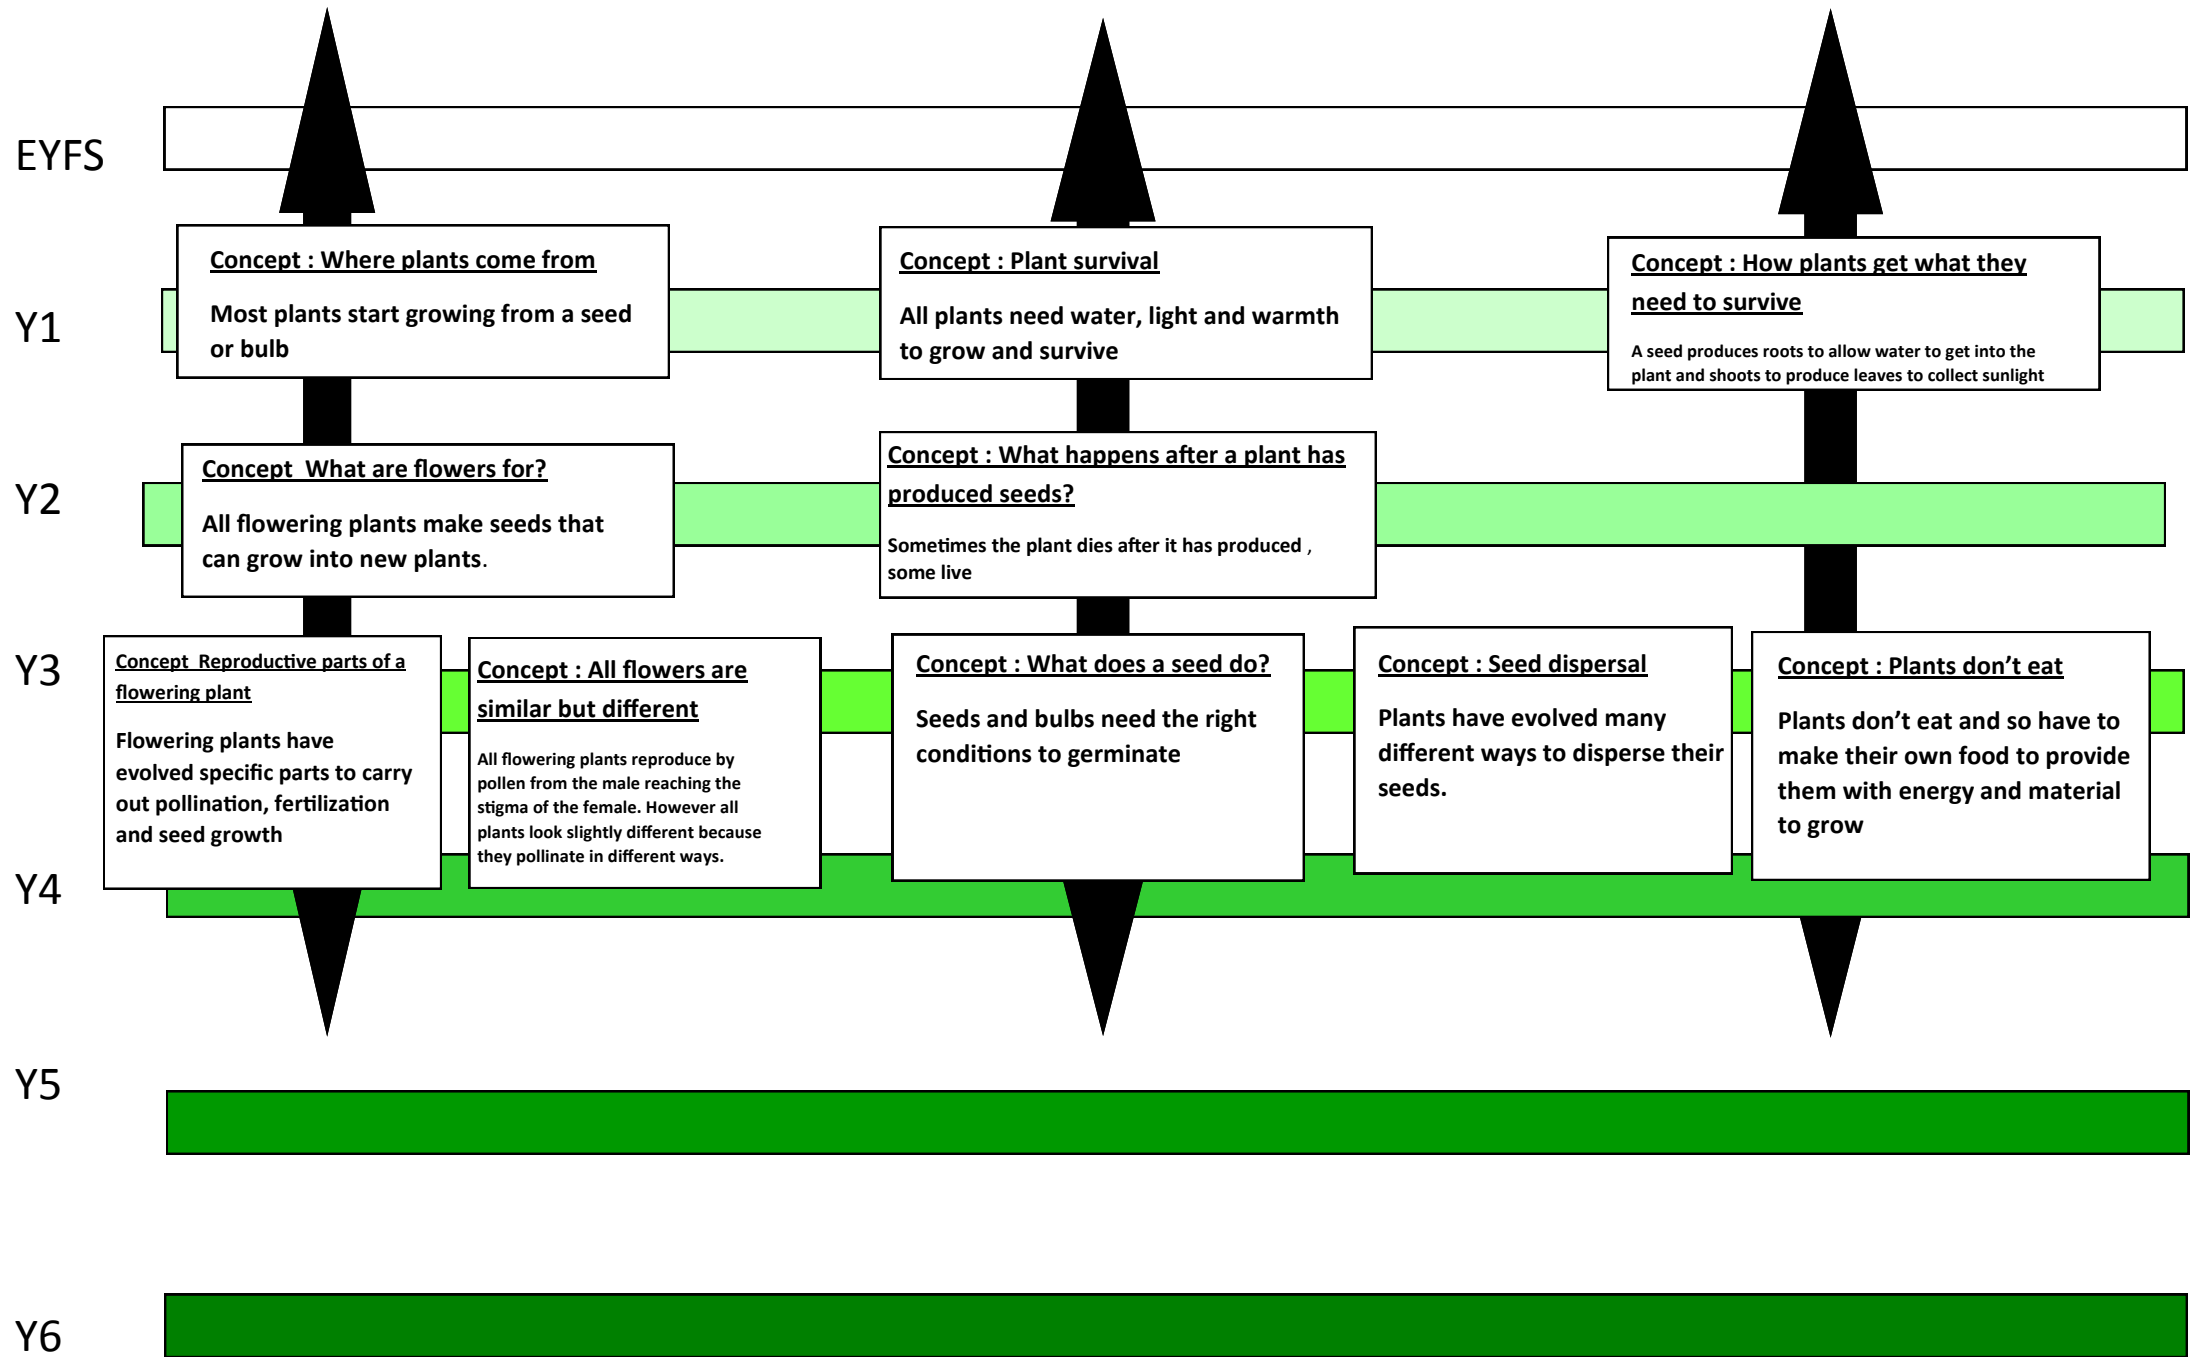 EYFS
Y1
Concept : Where plants come from
Most plants start growing from a seed
or bulb
Concept : Plant survival
All plants need water, light and warmth
to grow and survive
Concept : How plants get what they
need to survive
A seed produces roots to allow water to get into the
plant and shoots to produce leaves to collect sunlight
Y2
Concept  What are flowers for?
All flowering plants make seeds that
can grow into new plants.
Concept : What happens after a plant has
produced seeds?
Sometimes the plant dies after it has produced ,
some live
Y3
Concept  Reproductive parts of a
flowering plant
Flowering plants have
evolved specific parts to carry
out pollination, fertilization
and seed growth
Concept : All flowers are
similar but different
All flowering plants reproduce by
pollen from the male reaching the
stigma of the female. However all
plants look slightly different because
they pollinate in different ways.
Concept : What does a seed do?
Seeds and bulbs need the right
conditions to germinate
Concept : Seed dispersal
Plants have evolved many
different ways to disperse their
seeds.
Concept : Plants don’t eat
Plants don’t eat and so have to
make their own food to provide
them with energy and material
to grow
Y4
Y5
Y6